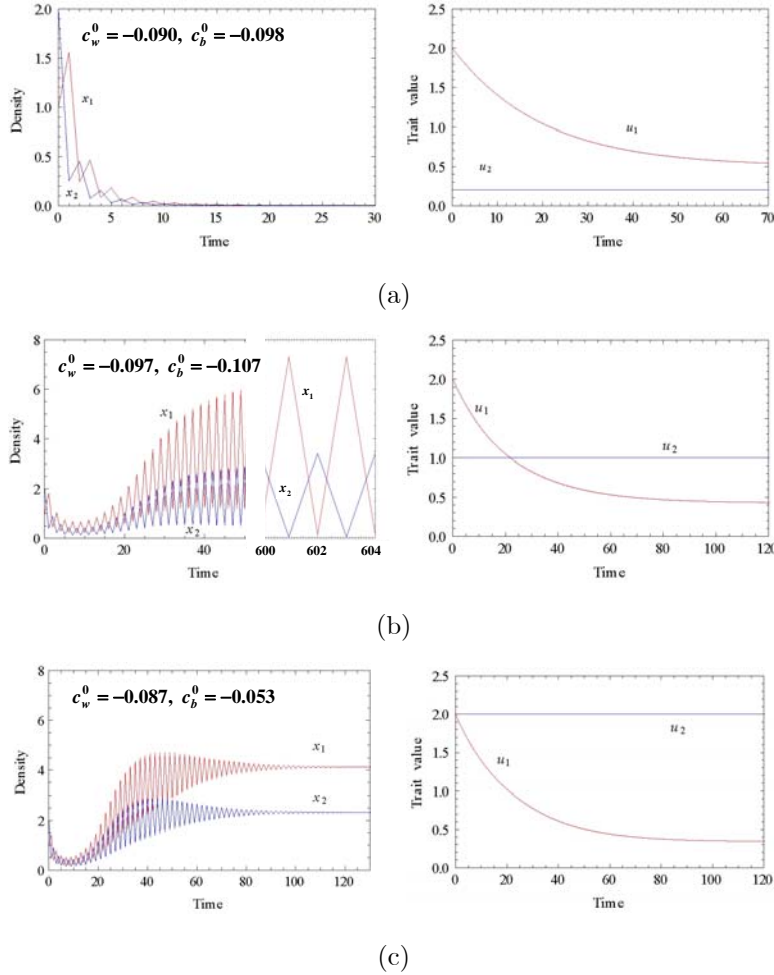 c_w^0 = −0.090, c_b^0 = −0.098
2.0
1.5
1.0
0.5
0.0
Density
x_1
x_2
0 5 10 15 20 25 30
Time
2.5
2.0
1.5
1.0
0.5
0.0
Trait value
u_1
u_2
0 10 20 30 40 50 60 70
Time
(a)
c_w^0 = −0.097, c_b^0 = −0.107
8
6
4
2
0
Density
x_1
x_2
x_1
x_2
0 20 40
600 602 604
Time
2.5
2.0
1.5
1.0
0.5
0.0
Trait value
u_1
u_2
0 20 40 60 80 100 120
Time
(b)
c_w^0 = −0.087, c_b^0 = −0.053
8
6
4
2
0
Density
x_1
x_2
0 20 40 60 80 100 120
Time
2.5
2.0
1.5
1.0
0.5
0.0
Trait value
u_2
u_1
0 20 40 60 80 100 120
Time
(c)